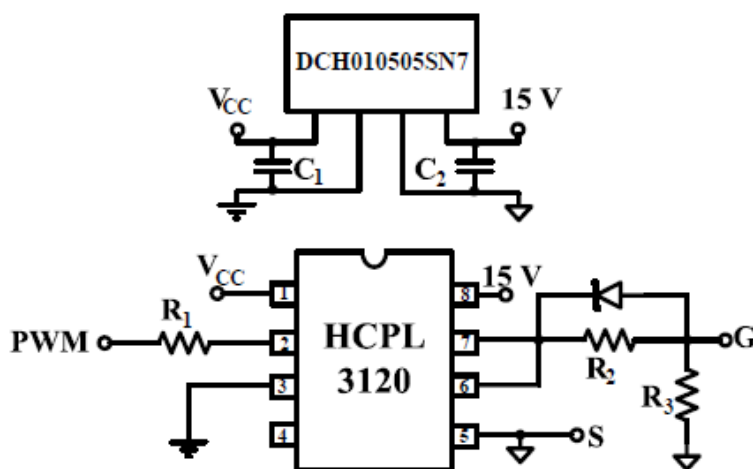 DCH010505SN7
VCC
15 V
C1
C2
VCC
15 V
R1
PWM
HCPL
3120
1
2
3
4
8
7
6
5
R2
G
R3
S